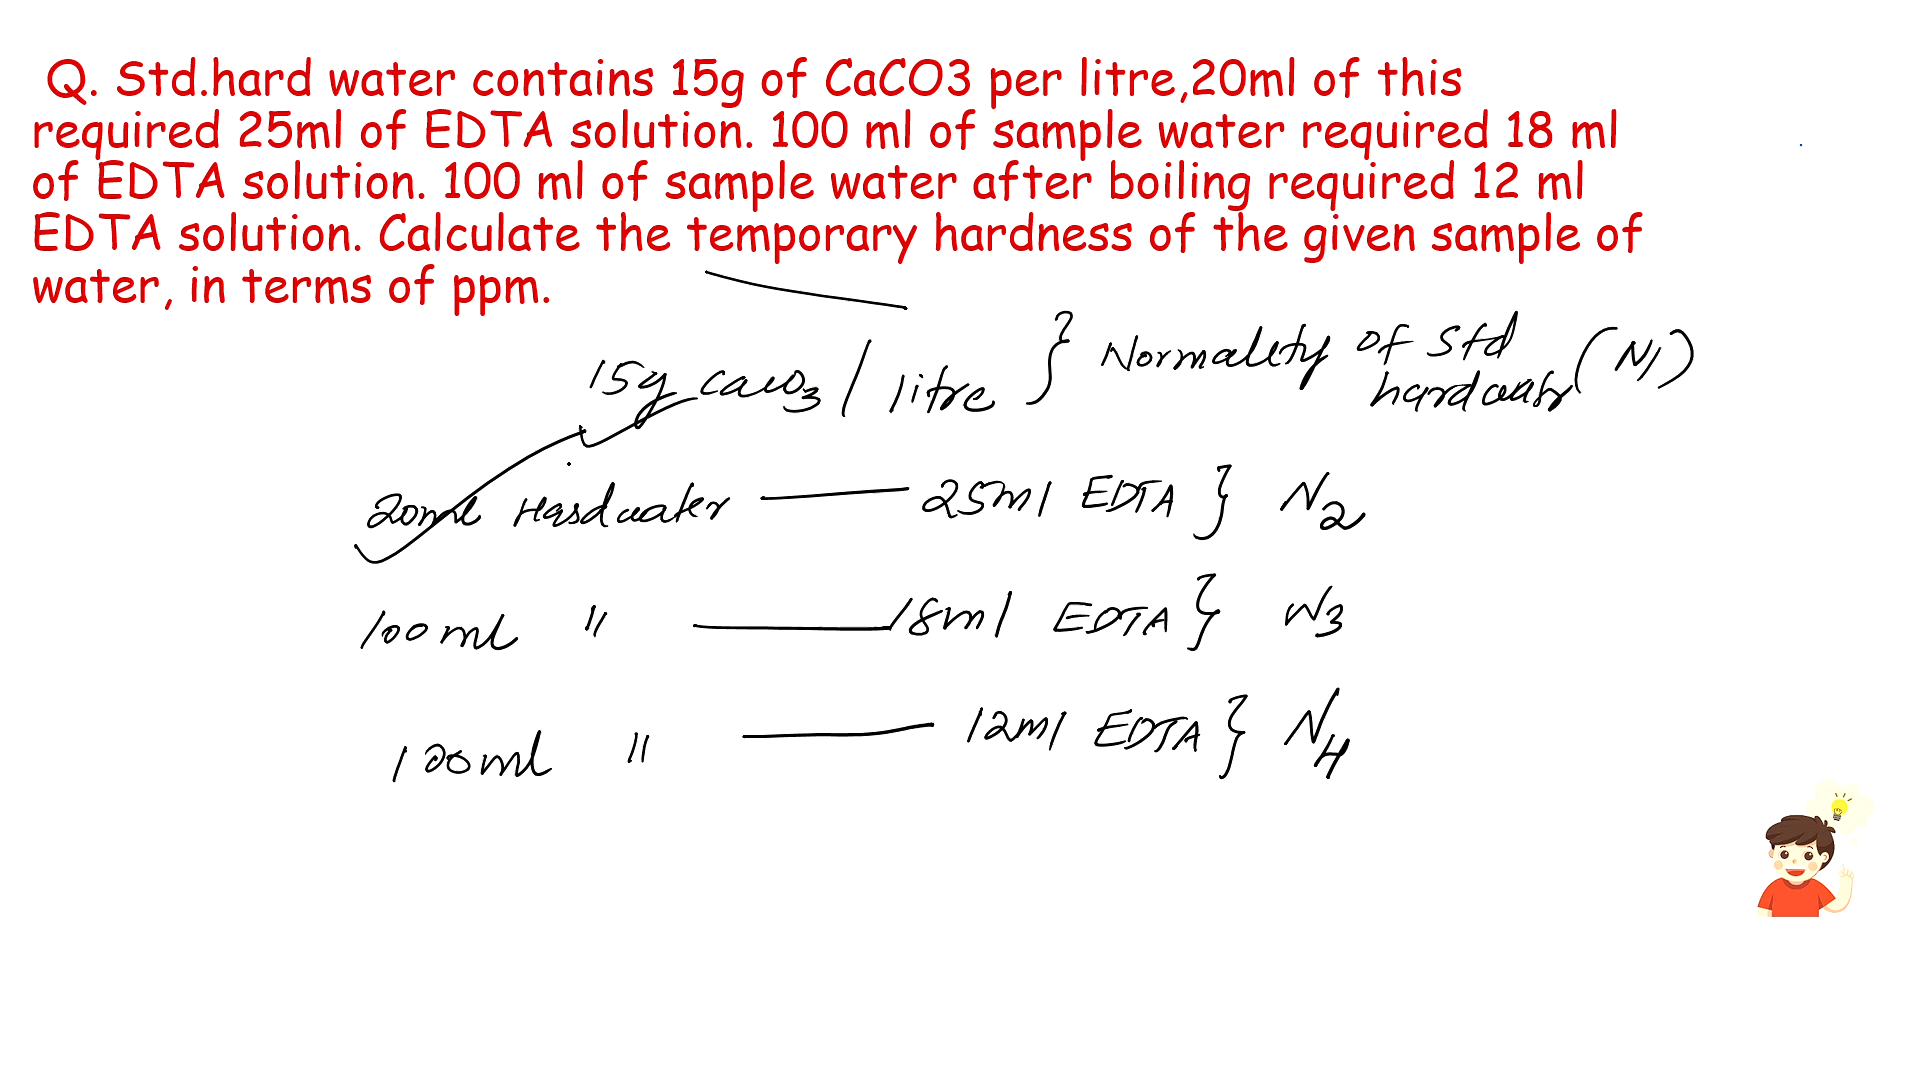 Q. Std.hard water contains 15g of CaCO3 per litre,20ml of this
required 25ml of EDTA solution. 100 ml of sample water required 18 ml
of EDTA solution. 100 ml of sample water after boiling required 12 ml
EDTA solution. Calculate the temporary hardness of the given sample of
water, in terms of ppm.
15g caco3 / litre } Normality of std
hardwater (N1)
20ml Hardwater — 25ml EDTA } N2
100ml " — 18ml EDTA } N3
100ml " — 12ml EDTA } N4